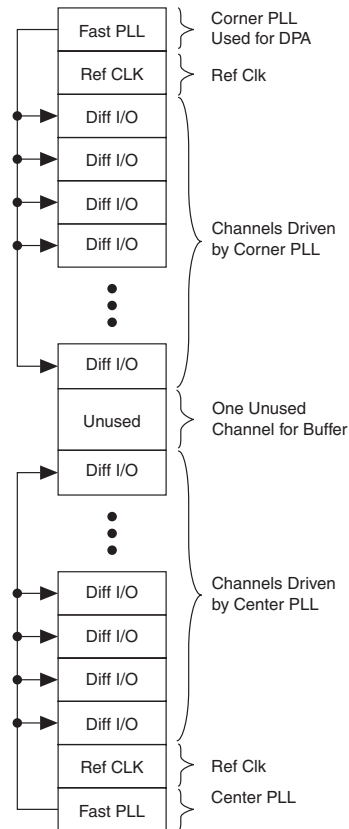 Fast PLL
Corner PLL
Used for DPA
Ref CLK
Ref Clk
Diff I/O
Diff I/O
Diff I/O
Diff I/O
Channels Driven
by Corner PLL
Diff I/O
Unused
One Unused
Channel for Buffer
Diff I/O
Diff I/O
Channels Driven
by Center PLL
Diff I/O
Diff I/O
Diff I/O
Ref CLK
Ref Clk
Fast PLL
Center PLL